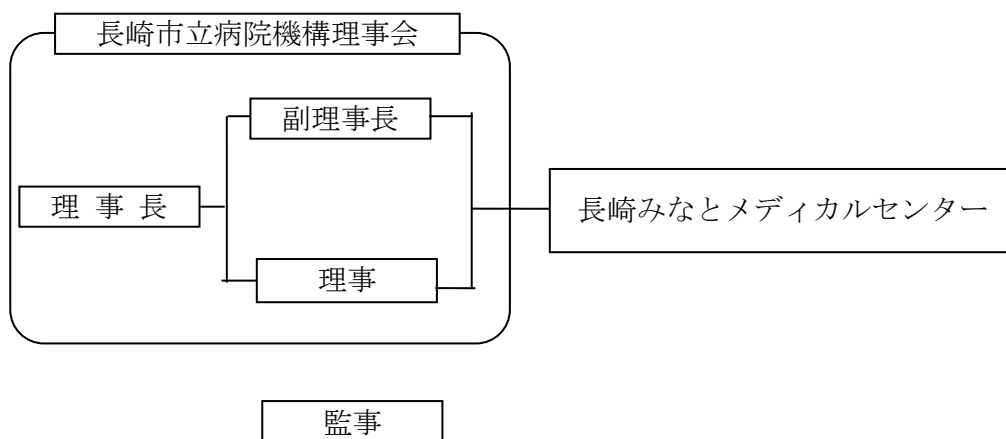 長崎市立病院機構理事会
副理事長
理 事 長
長崎みなとメディカルセンター
理事
監事